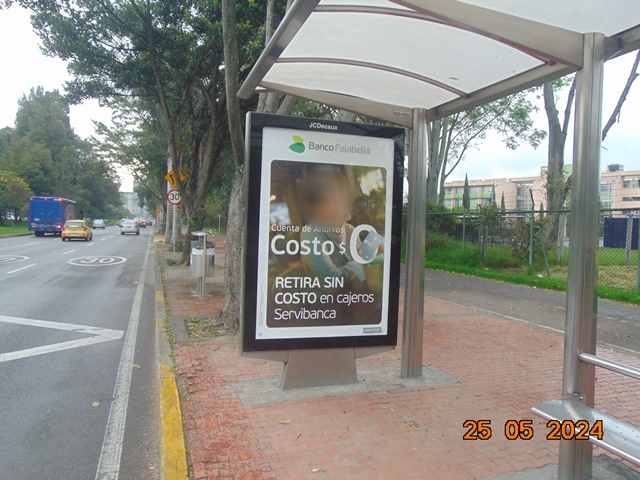 JCDecaux
Banco Falabella
Cuenta de Ahorros
Costo $0
RETIRA SIN
COSTO en cajeros
Servibanca
30
30
25 05 2024